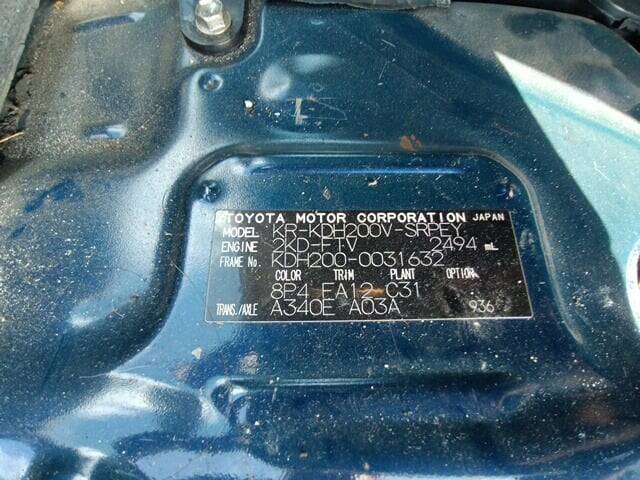 TOYOTA MOTOR CORPORATION JAPAN
MODEL KR-KDH200V-SRPEY
ENGINE 2KD-FTV 2494 mL
FRAME No. KDH200-0031632
COLOR TRIM PLANT OPTION
8P4 FA12 C31
TRANS./AXLE A340E A03A 936